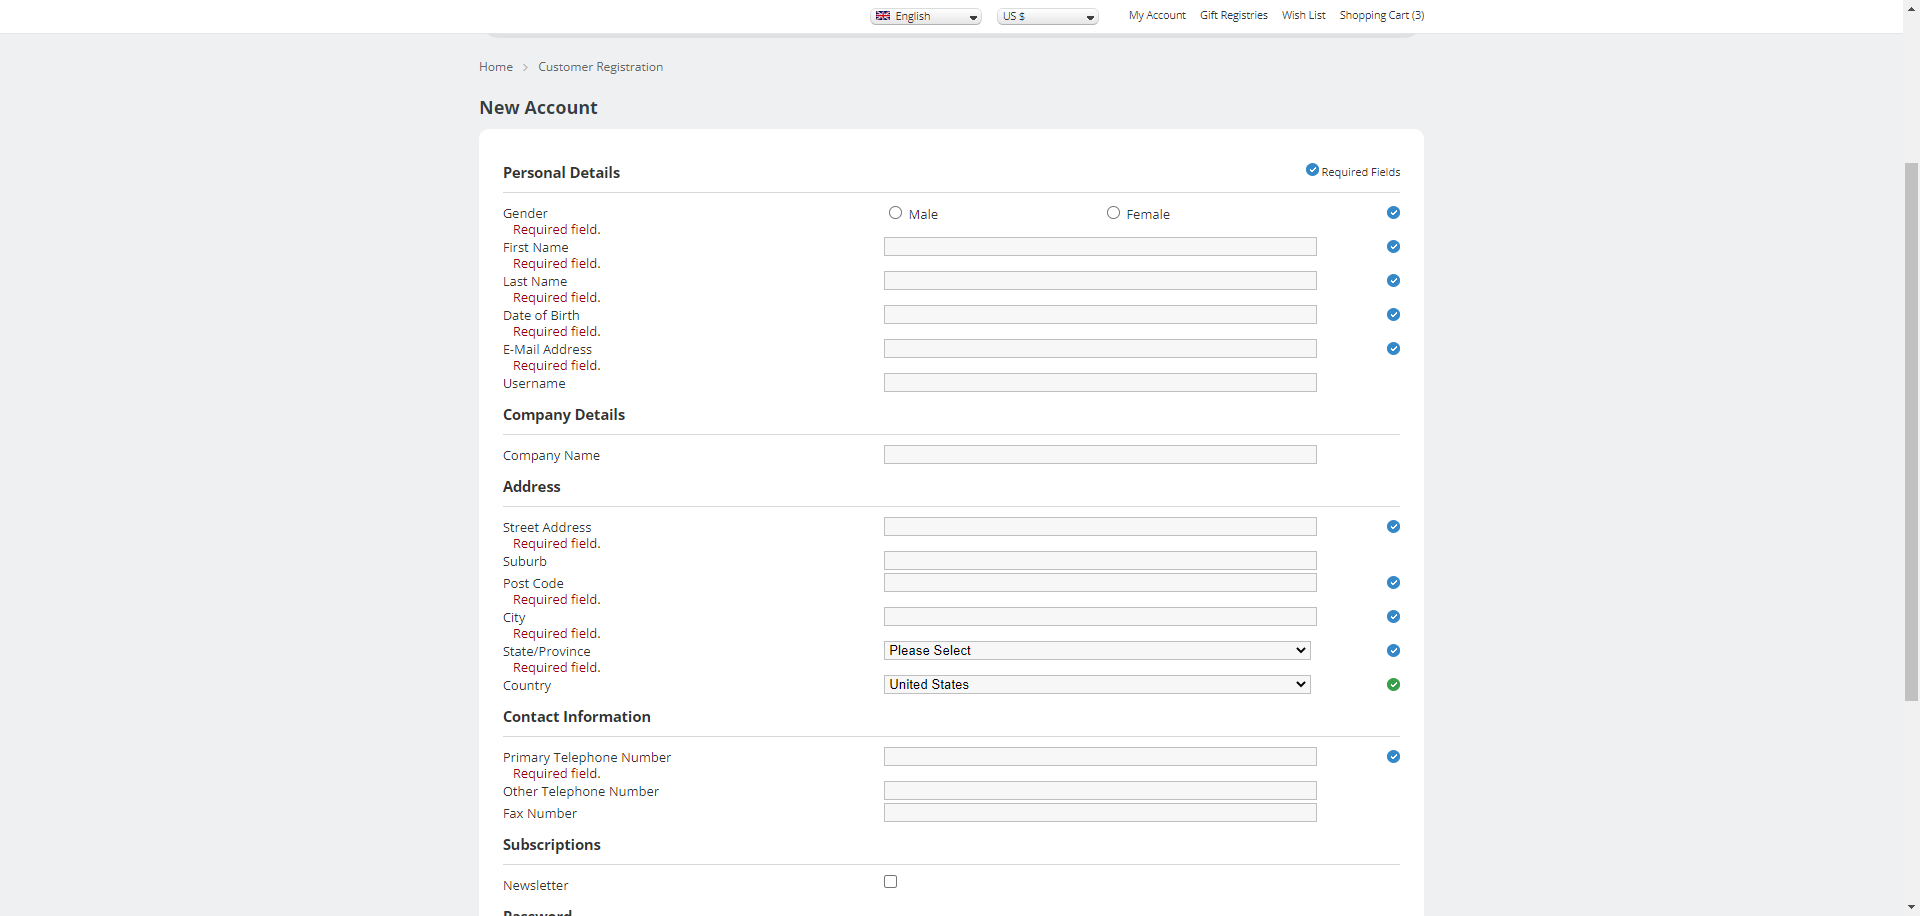 English US $ My Account Gift Registries Wish List Shopping Cart (3)
Home Customer Registration
New Account
Personal Details Required Fields
Gender Male Female
Required field.
First Name
Required field.
Last Name
Required field.
Date of Birth
Required field.
E-Mail Address
Required field.
Username
Company Details
Company Name
Address
Street Address
Required field.
Suburb
Post Code
Required field.
City
Required field.
State/Province Please Select
Required field.
Country United States
Contact Information
Primary Telephone Number
Required field.
Other Telephone Number
Fax Number
Subscriptions
Newsletter
Password